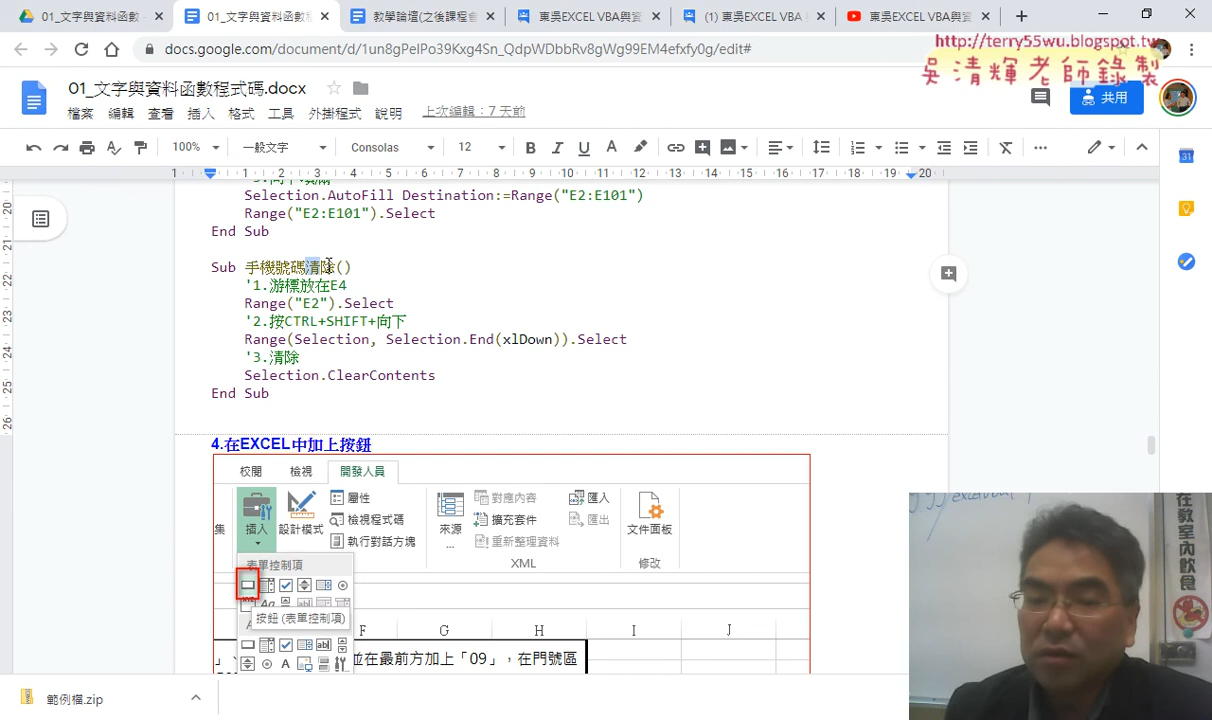 01_文字與資料函數程式
01_文字與資料函數程
教學論壇(之後課程會
東吳EXCEL VBA與資
(1) 東吳EXCEL VBA
東吳EXCEL VBA與資
docs.google.com/document/d/1un8gPeIPo39Kxg4Sn_QdpWDbbRv8gWg99EM4efxfy0g/edit#
http://terry55wu.blogspot.tw
吳清輝老師錄製
01_文字與資料函數程式碼.docx
檔案 編輯 查看 插入 格式 工具 外掛程式 說明 上次編輯：7 天前
共用
100% 一般文字 Consolas 12
Selection.AutoFill Destination:=Range("E2:E101")
Range("E2:E101").Select
End Sub
Sub 手機號碼清除()
'1.游標放在E4
Range("E2").Select
'2.按CTRL+SHIFT+向下
Range(Selection, Selection.End(xlDown)).Select
'3.清除
Selection.ClearContents
End Sub
4.在EXCEL中加上按鈕
校閱 檢視 開發人員
集 插入 設計模式 屬性 檢視程式碼 執行對話方塊
來源 對應內容 擴充套件 重新整理資料 匯入 匯出
XML
文件面板
修改
表單控制項
按鈕 (表單控制項)
F G H I J
並在最前方加上「09」，在門號區
在教室內飲食
範例檔.zip